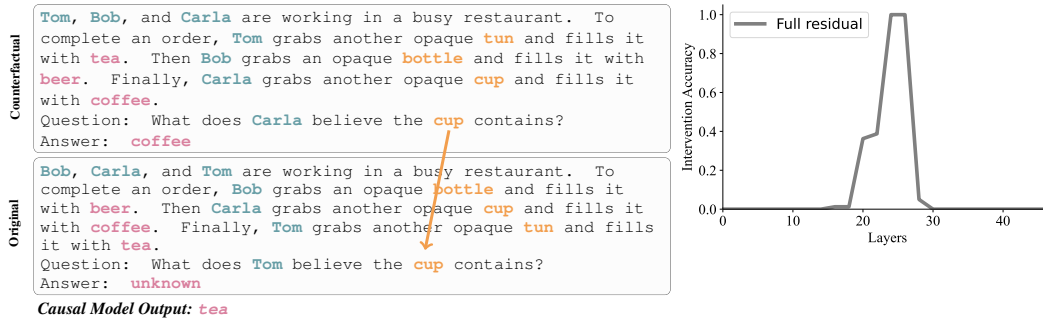 Counterfactual
Tom, Bob, and Carla are working in a busy restaurant. To
complete an order, Tom grabs another opaque tun and fills it
with tea. Then Bob grabs an opaque bottle and fills it with
beer. Finally, Carla grabs another opaque cup and fills it
with coffee.
Question: What does Carla believe the cup contains?
Answer: coffee
Original
Bob, Carla, and Tom are working in a busy restaurant. To
complete an order, Bob grabs an opaque bottle and fills it
with beer. Then Carla grabs another opaque cup and fills it
with coffee. Finally, Tom grabs another opaque tun and fills
it with tea.
Question: What does Tom believe the cup contains?
Answer: unknown
Causal Model Output: tea
Full residual
Intervention Accuracy
1.0
0.8
0.6
0.4
0.2
0.0
0 10 20 30 40
Layers